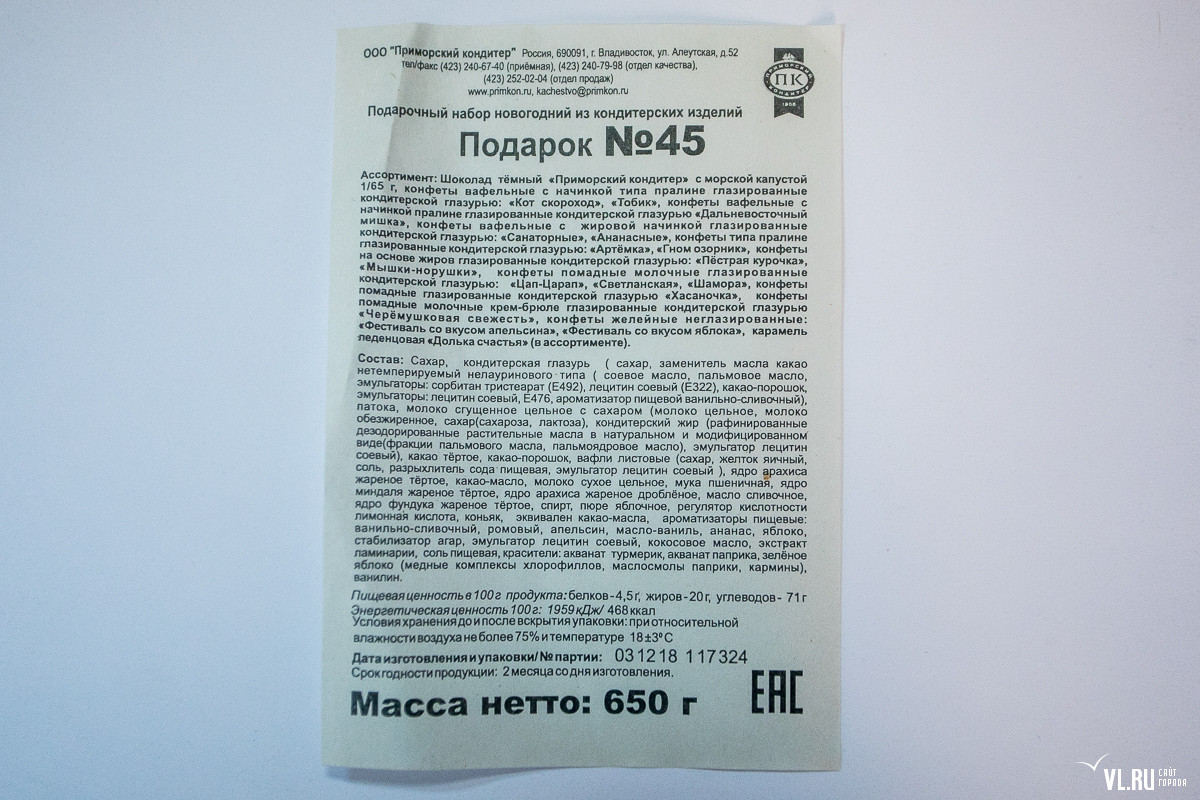 ООО "Приморский кондитер" Россия, 690091, г. Владивосток, ул. Алеутская, д.52
тел/факс (423) 240-67-40 (приёмная), (423) 240-79-98 (отдел качества),
(423) 252-02-04 (отдел продаж)
www.primkon.ru, kachestvo@primkon.ru
ПРИМОРСКИЙ
ПК
КОНДИТЕР
1906
Подарочный набор новогодний из кондитерских изделий
Подарок №45
Ассортимент: Шоколад тёмный «Приморский кондитер» с морской капустой
1/65 г, конфеты вафельные с начинкой типа пралине глазированные
кондитерской глазурью: «Кот скороход», «Тобик», конфеты вафельные с
начинкой пралине глазированные кондитерской глазурью «Дальневосточный
мишка», конфеты вафельные с жировой начинкой глазированные
кондитерской глазурью: «Санаторные», «Ананасные», конфеты типа пралине
глазированные кондитерской глазурью: «Артёмка», «Гном озорник», конфеты
на основе жиров глазированные кондитерской глазурью: «Пёстрая курочка»,
«Мышки-норушки», конфеты помадные молочные глазированные
кондитерской глазурью: «Цап-Царап», «Светланская», «Шамора», конфеты
помадные глазированные кондитерской глазурью «Хасаночка», конфеты
помадные молочные крем-брюле глазированные кондитерской глазурью
«Черёмушковая свежесть», конфеты желейные неглазированные:
«Фестиваль со вкусом апельсина», «Фестиваль со вкусом яблока», карамель
леденцовая «Долька счастья» (в ассортименте).
Состав: Сахар, кондитерская глазурь ( сахар, заменитель масла какао
нетемперируемый нелауринового типа ( соевое масло, пальмовое масло,
эмульгаторы: сорбитан тристеарат (Е492), лецитин соевый (Е322), какао-порошок,
эмульгаторы: лецитин соевый, Е476, ароматизатор пищевой ванильно-сливочный),
патока, молоко сгущенное цельное с сахаром (молоко цельное, молоко
обезжиренное, сахар(сахароза, лактоза), кондитерский жир (рафинированные
дезодорированные растительные масла в натуральном и модифицированном
виде(фракции пальмового масла, пальмоядровое масло), эмульгатор лецитин
соевый), какао тёртое, какао-порошок, вафли листовые (сахар, желток яичный,
соль, разрыхлитель сода пищевая, эмульгатор лецитин соевый ), ядро арахиса
жареное тёртое, какао-масло, молоко сухое цельное, мука пшеничная, ядро
миндаля жареное тёртое, ядро арахиса жареное дроблёное, масло сливочное,
ядро фундука жареное тёртое, спирт, пюре яблочное, регулятор кислотности
лимонная кислота, коньяк, эквивален какао-масла, ароматизаторы пищевые:
ванильно-сливочный, ромовый, апельсин, масло-ваниль, ананас, яблоко,
стабилизатор агар, эмульгатор лецитин соевый, кокосовое масло, экстракт
ламинарии, соль пищевая, красители: акванат турмерик, акванат паприка, зелёное
яблоко (медные комплексы хлорофиллов, маслосмолы паприки, кармины),
ванилин.
Пищевая ценность в 100 г продукта: белков - 4,5г, жиров - 20 г, углеводов - 71 г
Энергетическая ценность 100г: 1959 кДж/ 468 ккал
Условия хранения до и после вскрытия упаковки: при относительной
влажности воздуха не более 75% и температуре 18±3°С
Дата изготовления и упаковки/ № партии: 031218 117324
Срок годности продукции: 2 месяца со дня изготовления.
Масса нетто: 650 г
ЕАС
VL.RU САЙТ ГОРОДА